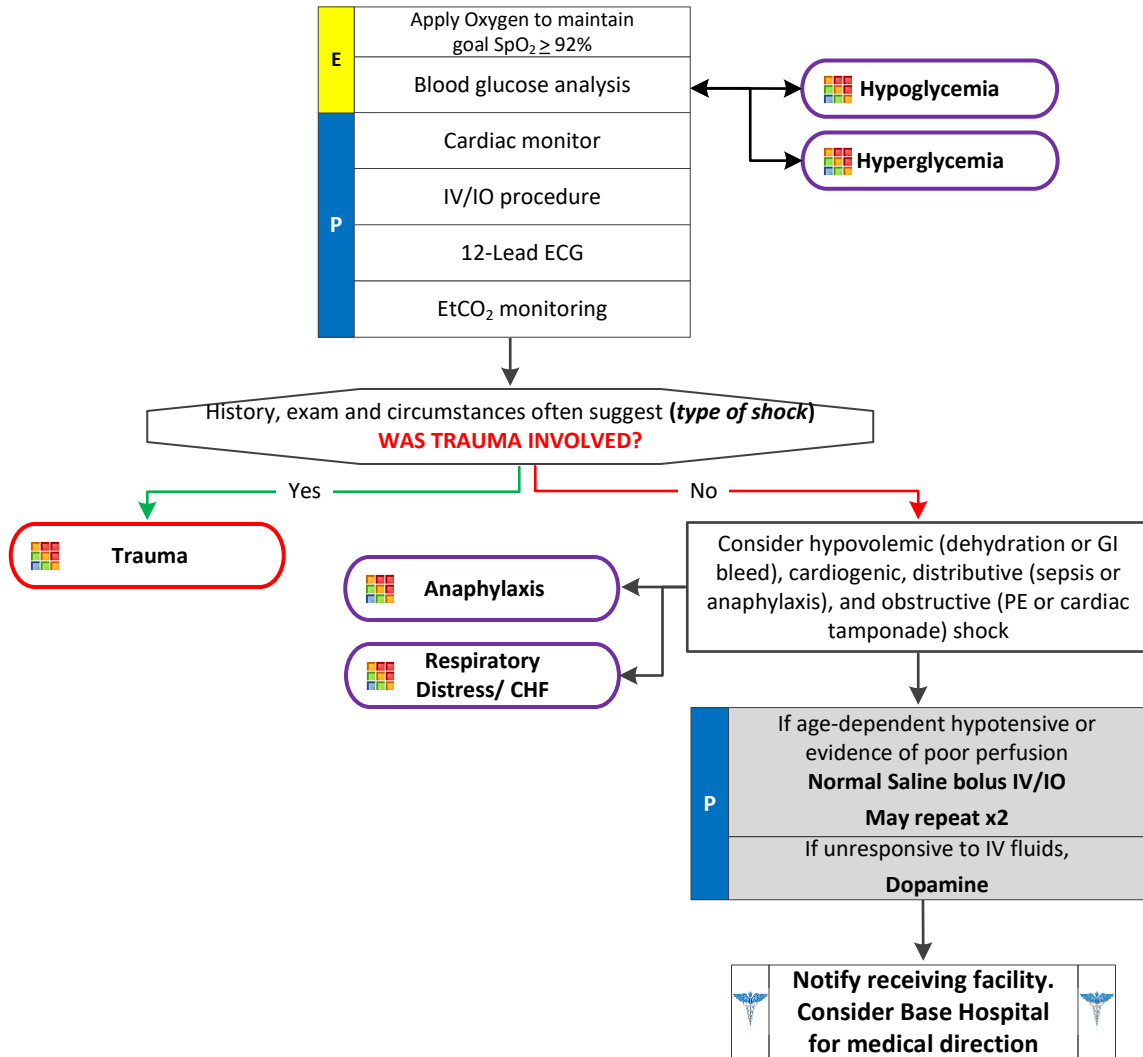 Apply Oxygen to maintain
goal SpO₂ ≥ 92%
E
Blood glucose analysis
Hypoglycemia
Hyperglycemia
Cardiac monitor
IV/IO procedure
P
12-Lead ECG
EtCO₂ monitoring
History, exam and circumstances often suggest (type of shock)
WAS TRAUMA INVOLVED?
Yes
No
Trauma
Consider hypovolemic (dehydration or GI
bleed), cardiogenic, distributive (sepsis or
anaphylaxis), and obstructive (PE or cardiac
tamponade) shock
Anaphylaxis
Respiratory
Distress/ CHF
P
If age-dependent hypotensive or
evidence of poor perfusion
Normal Saline bolus IV/IO
May repeat x2
If unresponsive to IV fluids,
Dopamine
Notify receiving facility.
Consider Base Hospital
for medical direction